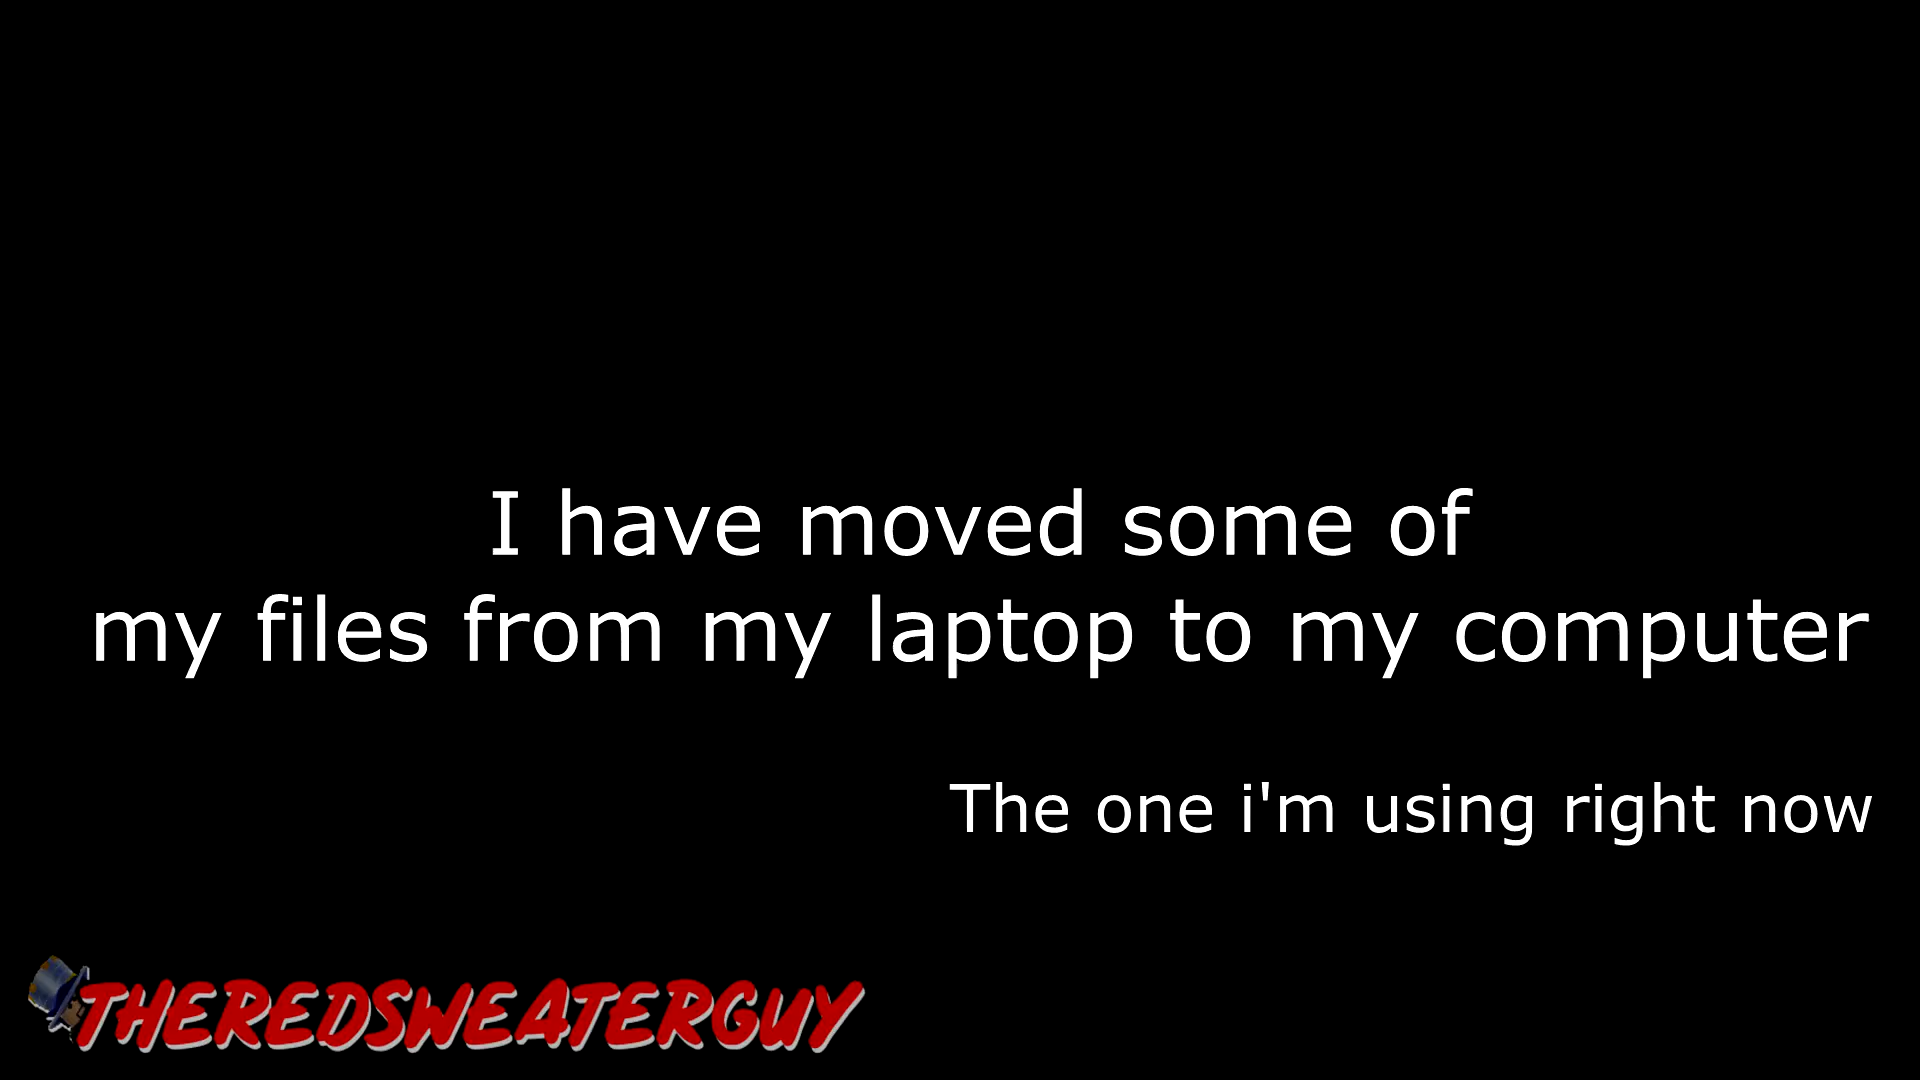 I have moved some of
my files from my laptop to my computer
The one i'm using right now
THEREDSWEATERGUY